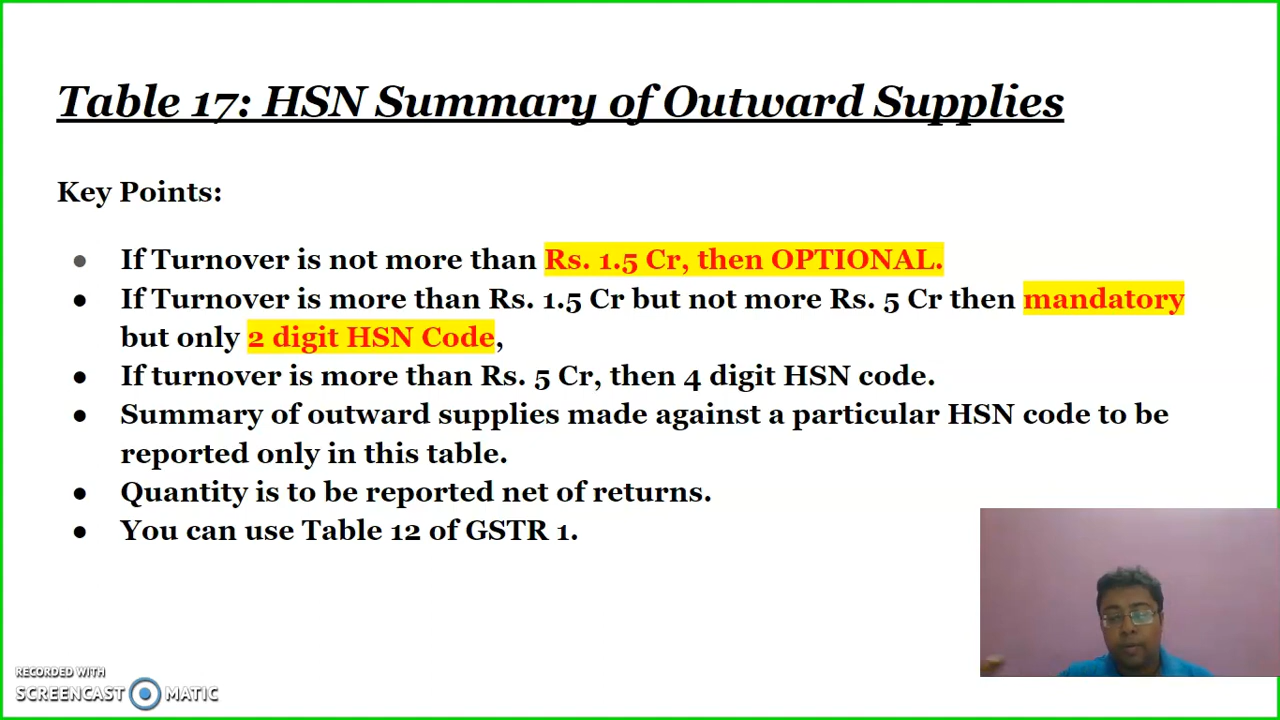 Table 17: HSN Summary of Outward Supplies
Key Points:
● If Turnover is not more than Rs. 1.5 Cr, then OPTIONAL.
● If Turnover is more than Rs. 1.5 Cr but not more Rs. 5 Cr then mandatory
but only 2 digit HSN Code,
● If turnover is more than Rs. 5 Cr, then 4 digit HSN code.
● Summary of outward supplies made against a particular HSN code to be
reported only in this table.
● Quantity is to be reported net of returns.
● You can use Table 12 of GSTR 1.
RECORDED WITH
SCREENCAST MATIC